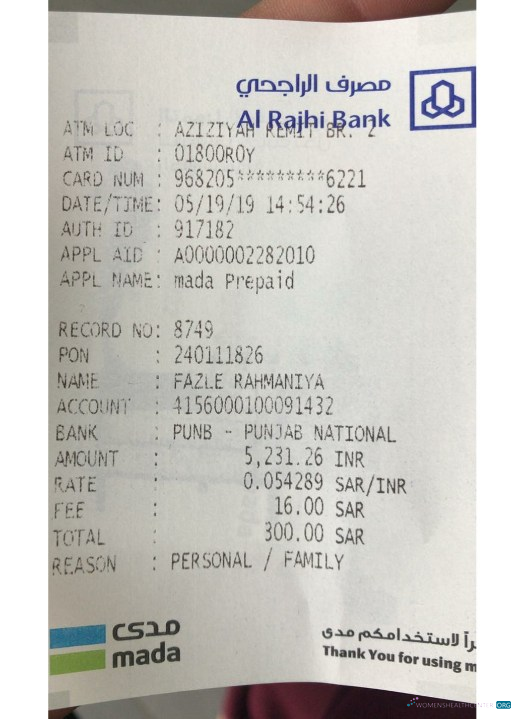 مصرف الراجحي
Al Rajhi Bank
ATM LOC : AZIZIYAH REMIT BR. 2
ATM ID : 01800R0Y
CARD NUM : 968205*********6221
DATE/TIME: 05/19/19 14:54:26
AUTH ID : 917182
APPL AID : A0000002282010
APPL NAME: mada Prepaid
RECORD NO: 8749
PON : 240111826
NAME : FAZLE RAHMANIYA
ACCOUNT : 4156000100091432
BANK : PUNB - PUNJAB NATIONAL
AMOUNT : 5,231.26 INR
RATE : 0.054289 SAR/INR
FEE : 16.00 SAR
TOTAL : 300.00 SAR
REASON : PERSONAL / FAMILY
مدى
mada
لاستخدامكم مدى
Thank You for using
WOMENSHEALTHCENTER.ORG